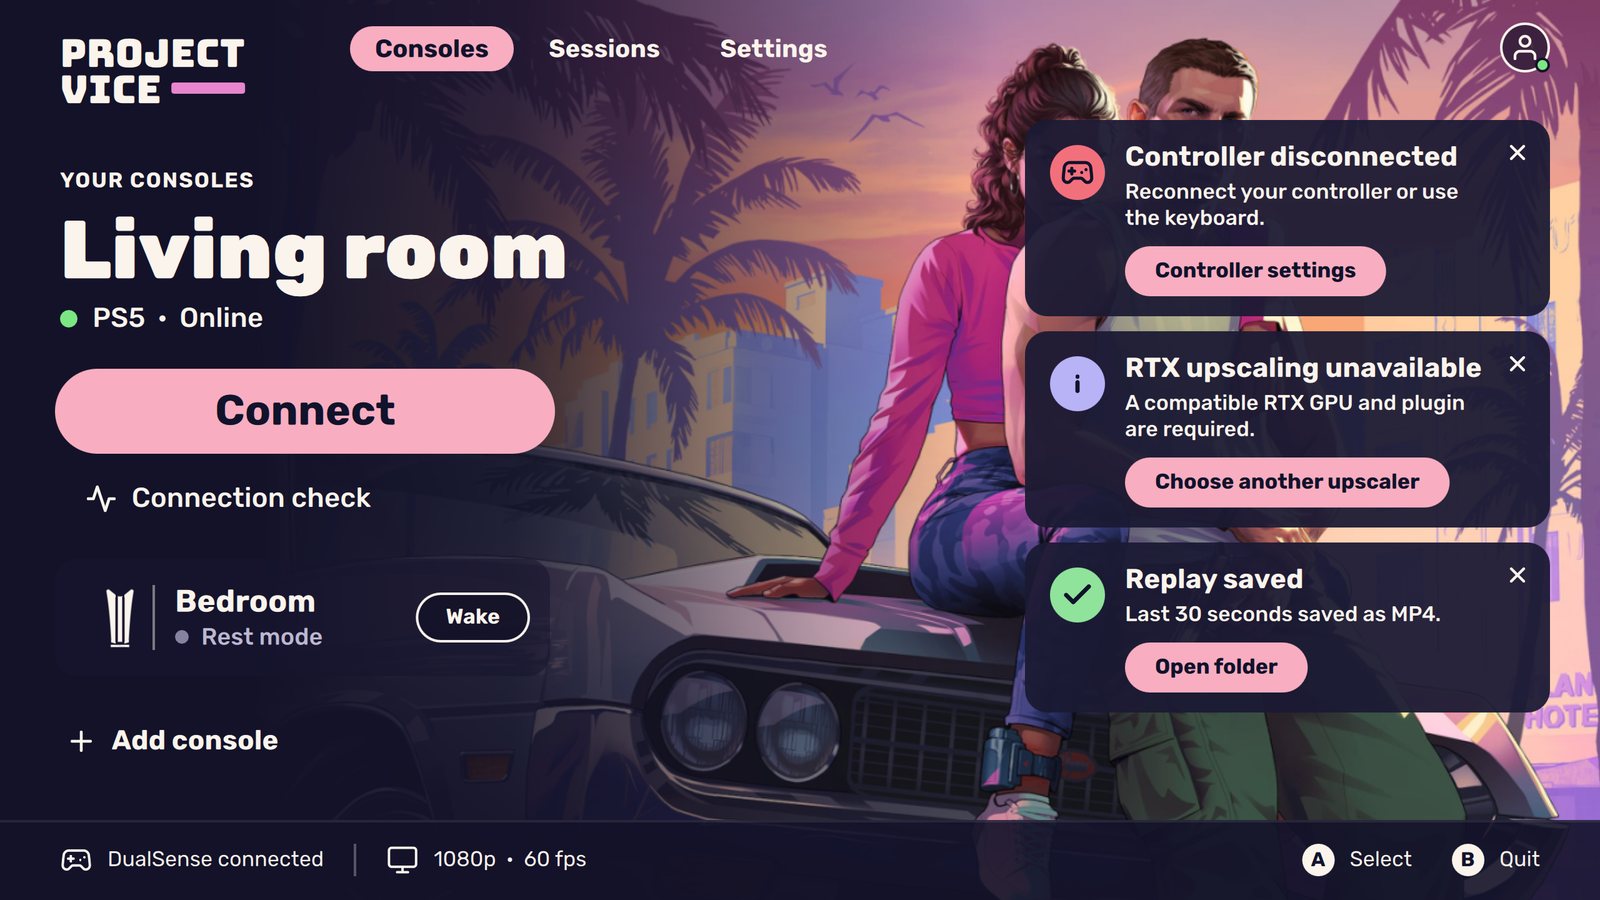 PROJECT
VICE
Consoles
Sessions
Settings
YOUR CONSOLES
Living room
PS5 • Online
Connect
Connection check
Bedroom
Rest mode
Wake
Add console
Controller disconnected
Reconnect your controller or use
the keyboard.
Controller settings
RTX upscaling unavailable
A compatible RTX GPU and plugin
are required.
Choose another upscaler
Replay saved
Last 30 seconds saved as MP4.
Open folder
DualSense connected
1080p • 60 fps
A Select
B Quit